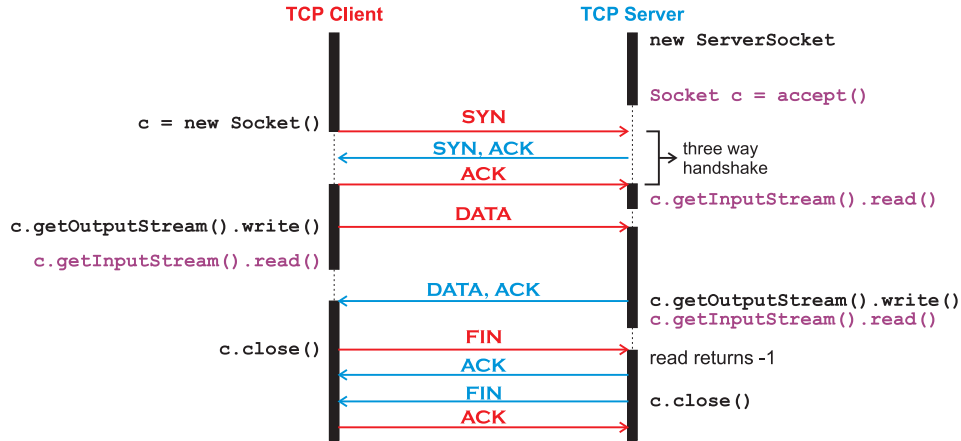 TCP Client
TCP Server
new ServerSocket
Socket c = accept()
c = new Socket()
SYN
SYN, ACK
three way
handshake
ACK
c.getInputStream().read()
c.getOutputStream().write()
DATA
c.getInputStream().read()
DATA, ACK
c.getOutputStream().write()
c.getInputStream().read()
FIN
c.close()
read returns -1
ACK
FIN
c.close()
ACK